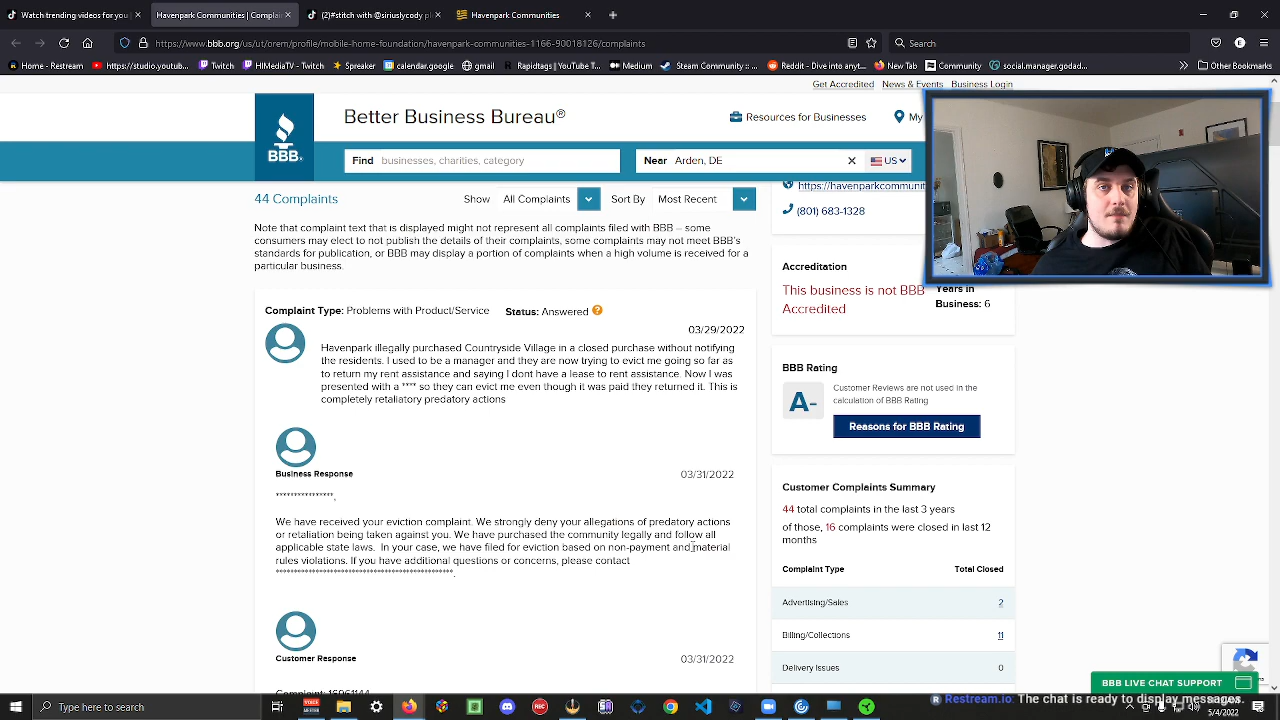 Watch trending videos for you |
Havenpark Communities | Compl
(2)#mhaction on TikTok
Havenpark Communities
https://www.bbb.org/us/ut/orem/profile/mobile-home-foundation/havenpark-communities-1166-90018126/complaints
Search
Home - Restream.io
https://studio.youtub...
Twitch
HiMediaTV - Twitch
Spreaker
calendar.google
gmail
Rapidtags | YouTube T...
Medium
Steam Community :: ...
Reddit - Dive into any...
New Tab
Community
social.manager.godad...
Other Bookmarks
Get Accredited
News & Events
Business Login
BBB
Better Business Bureau®
Resources for Businesses
My
Find businesses, charities, category
Near Arden, DE
US
44 Complaints
Show All Complaints
Sort By Most Recent
Note that complaint text that is displayed might not represent all complaints filed with BBB – some
consumers may elect to not publish the details of their complaints, some complaints may not meet BBB's
standards for publication, or BBB may display a portion of complaints when a high volume is received for a
particular business.
Complaint Type: Problems with Product/Service
Status: Answered
03/29/2022
Havenpark illegally purchased Countryside Village in a closed purchase without notifying
the residents. I used to be a manager and they are now trying to evict me going so far as
to return my rent assistance and saying I dont have a lease to rent assistance. Now I was
presented with a **** so they can evict me even though it was paid they returned it. This is
completely retaliatory predatory actions
Business Response
03/31/2022
***************,
We have received your eviction complaint. We strongly deny your allegations of predatory actions
or retaliation being taken against you. We have purchased the community legally and follow all
applicable state laws. In your case, we have filed for eviction based on non-payment and material
rules violations. If you have additional questions or concerns, please contact
Customer Response
03/31/2022
https://havenparkcommunit
(801) 683-1328
Accreditation
This business is not BBB
Accredited
Years in
Business: 6
BBB Rating
A-
Customer Reviews are not used in the
calculation of BBB Rating
Reasons for BBB Rating
Customer Complaints Summary
44 total complaints in the last 3 years
of those, 16 complaints were closed in last 12
months
Complaint Type
Total Closed
Advertising/Sales
2
Billing/Collections
11
Delivery Issues
0
BBB LIVE CHAT SUPPORT
Type here to search
Restream.io
The chat is ready to display messages.
5/4/2022